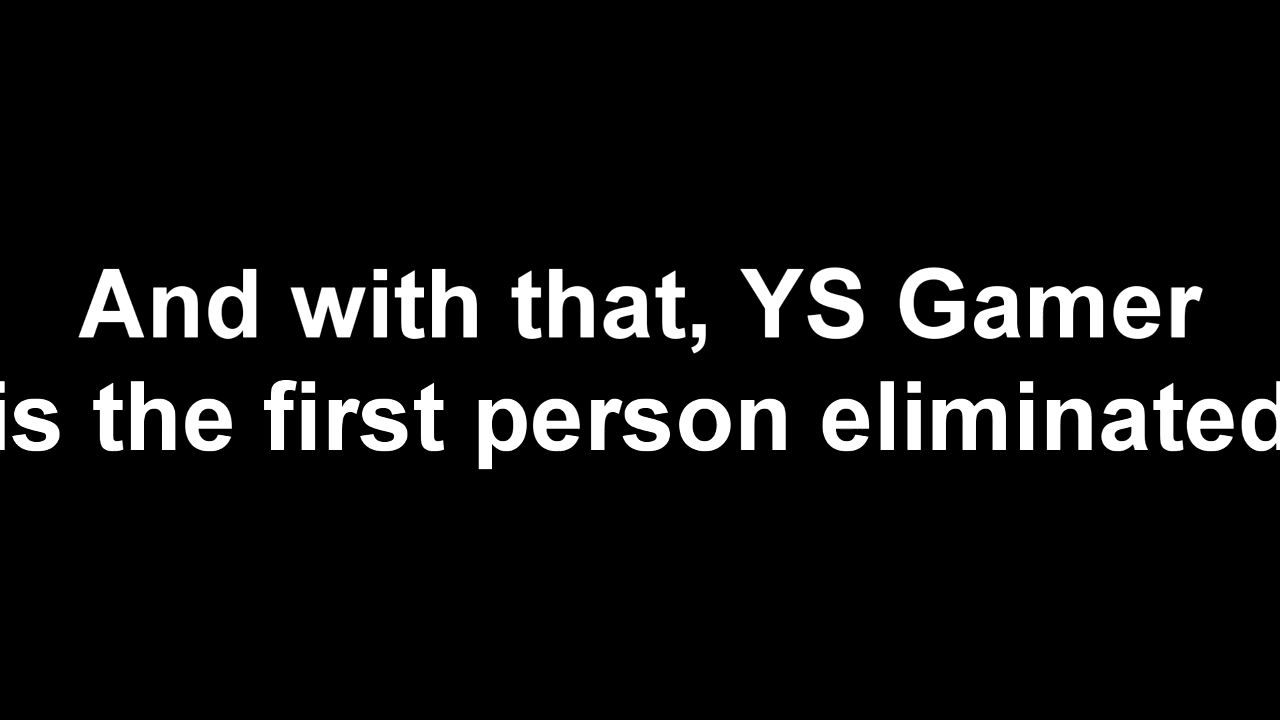 And with that, YS Gamer
is the first person eliminated